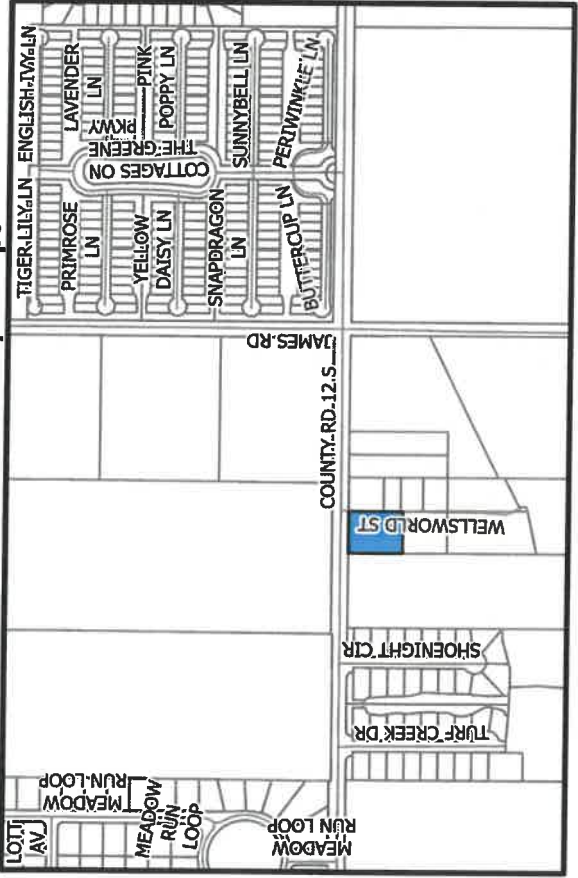 TIGER LILY LN
ENGLISH IVY LN
PRIMROSE
LN
LAVENDER
LN
COTTAGES ON
THE GREENE
PKWY
YELLOW
DAISY LN
PINK
POPPY LN
SNAPDRAGON
LN
SUNNYBELL LN
BUTTERCUP LN
PERIWINKLE LN
JAMES RD
COUNTY RD 12 S
WELLSWORLD ST
SHOENIGHT CIR
TURF CREEK DR
MEADOW
RUN LOOP
MEADOW
RUN
LOOP
MEADOW
RUN LOOP
LOTT
AV